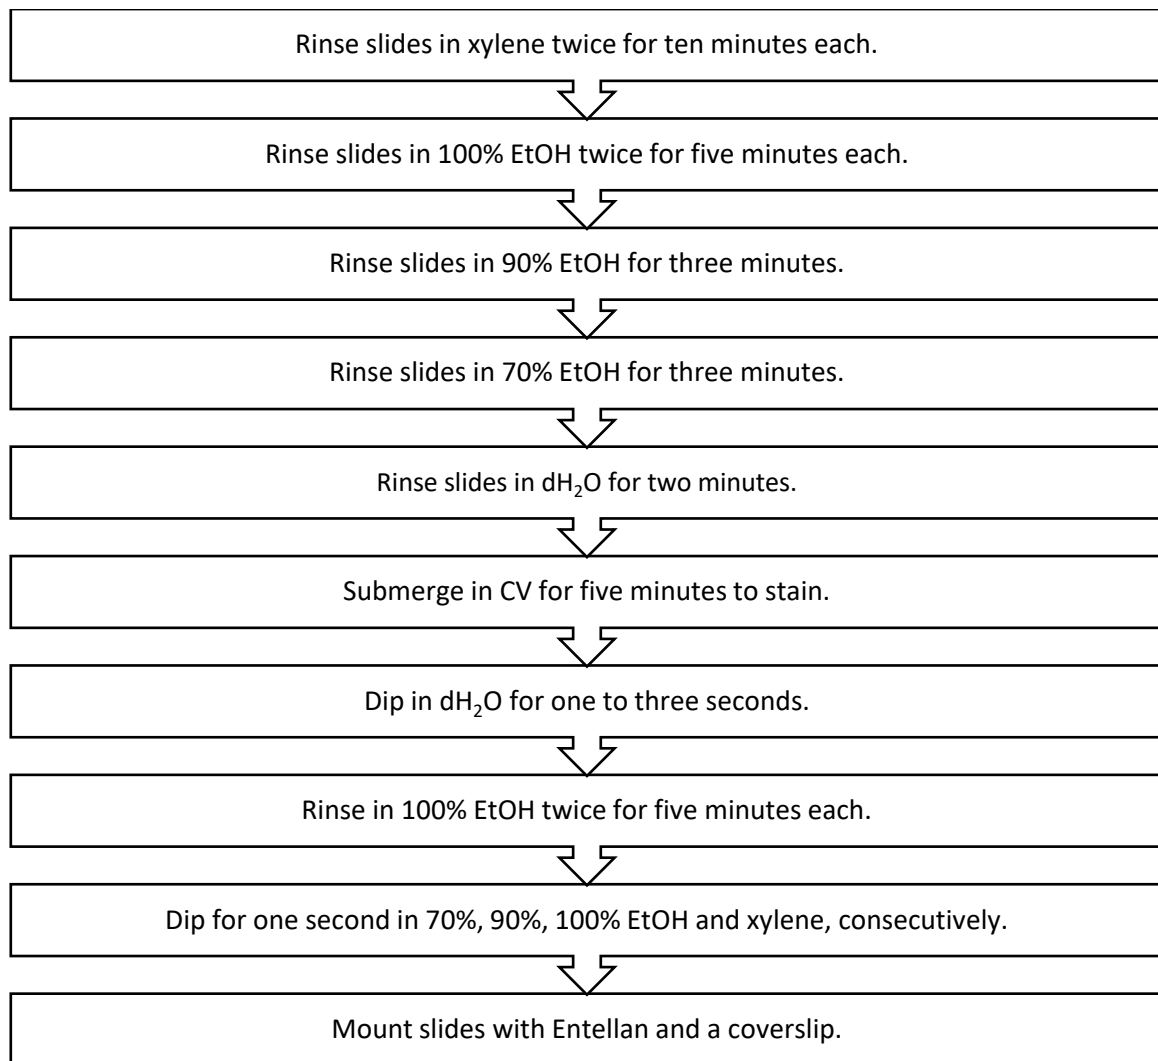 Rinse slides in xylene twice for ten minutes each.
Rinse slides in 100% EtOH twice for five minutes each.
Rinse slides in 90% EtOH for three minutes.
Rinse slides in 70% EtOH for three minutes.
Rinse slides in dH₂O for two minutes.
Submerge in CV for five minutes to stain.
Dip in dH₂O for one to three seconds.
Rinse in 100% EtOH twice for five minutes each.
Dip for one second in 70%, 90%, 100% EtOH and xylene, consecutively.
Mount slides with Entellan and a coverslip.